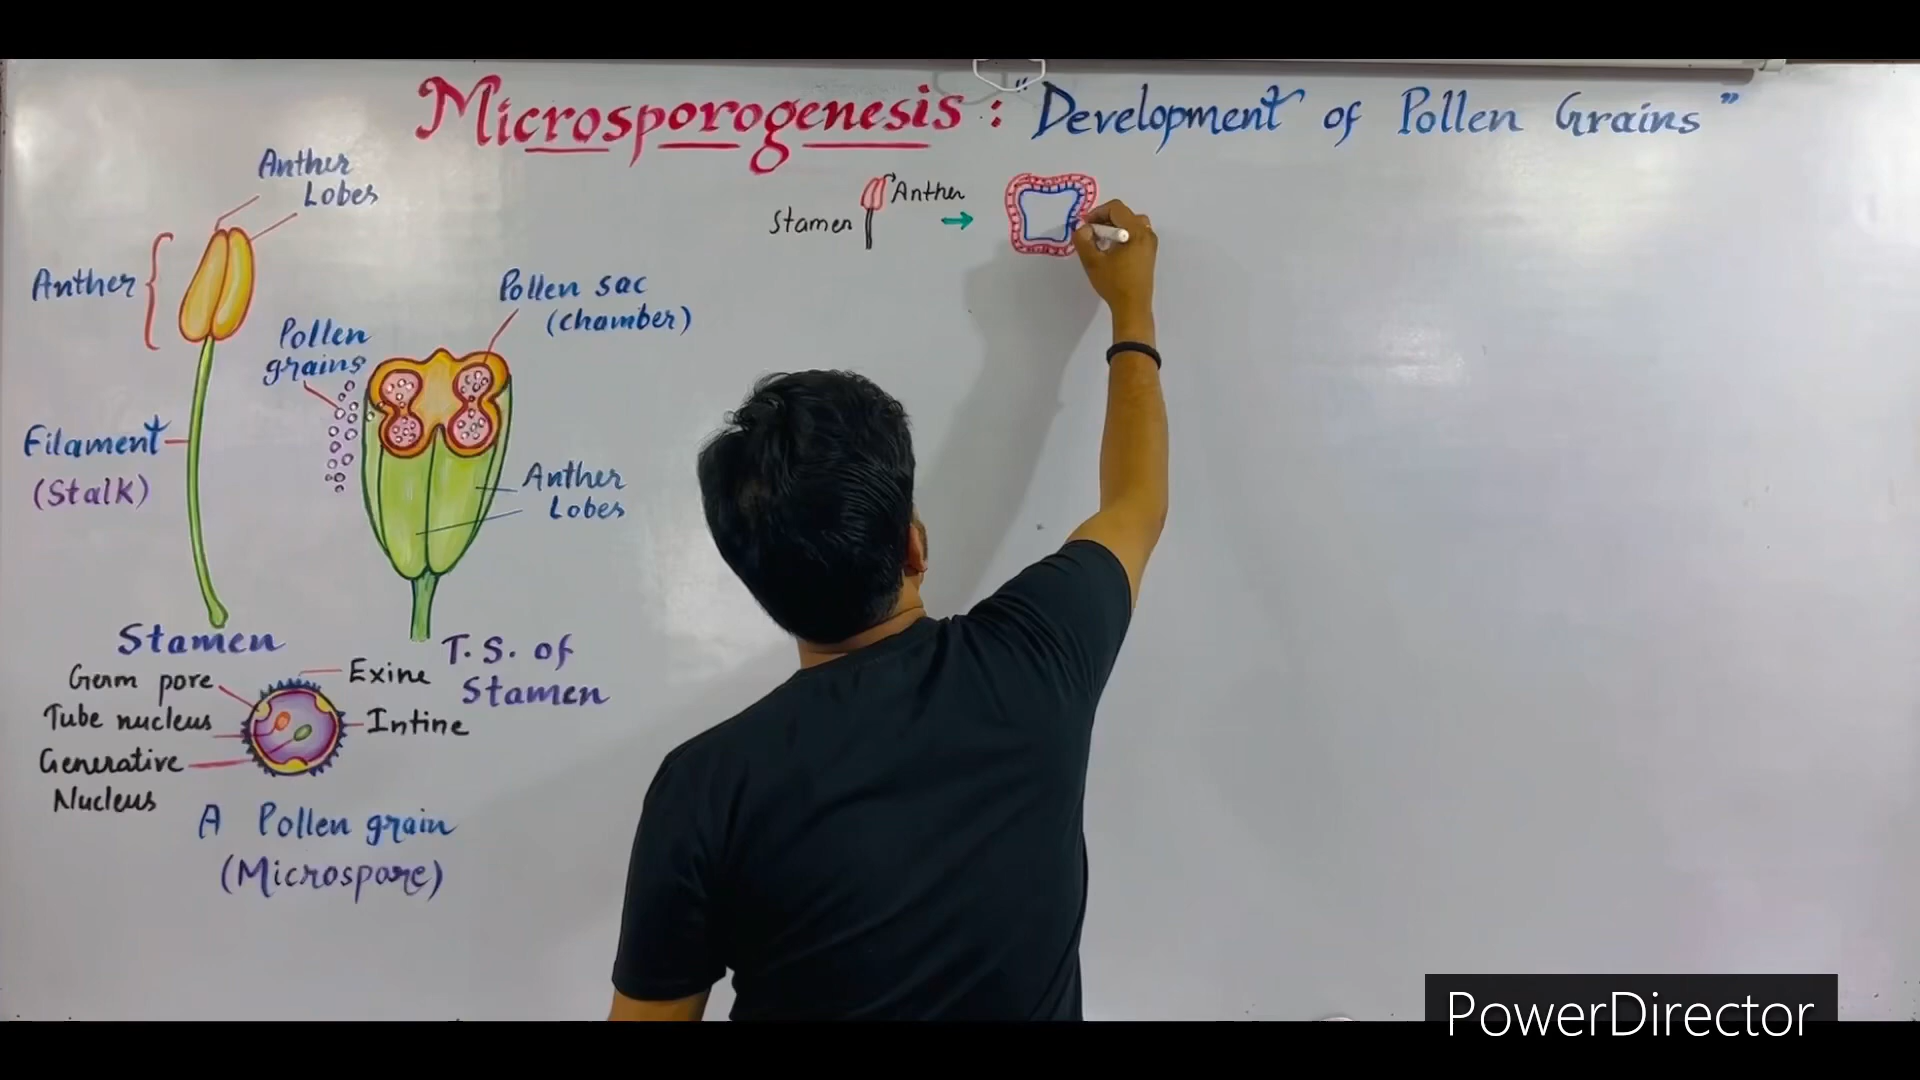 Microsporogenesis : "Development of Pollen Grains"
Anther
Lobes
Anther
Filament
(Stalk)
Stamen
Pollen
grains
Pollen sac
(chamber)
Anther
Lobes
T.S. of
Stamen
Germ pore
Tube nucleus
Generative
Nucleus
Exine
Intine
A Pollen grain
(Microspore)
Stamen
Anther
PowerDirector